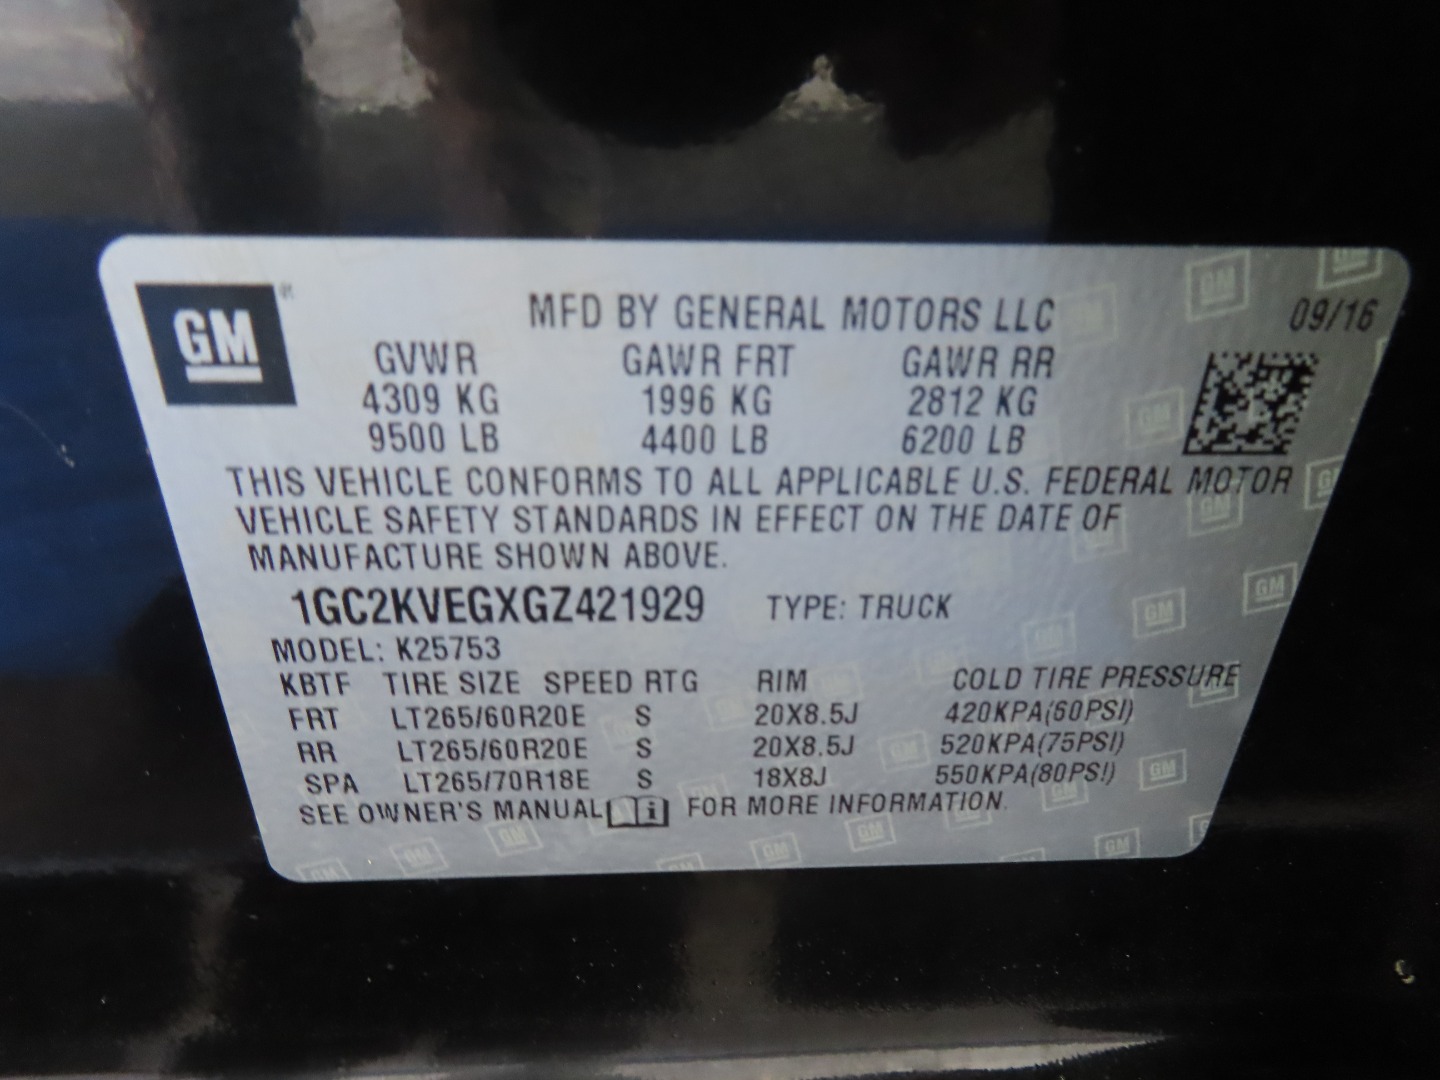 GM
MFD BY GENERAL MOTORS LLC 09/16
GVWR GAWR FRT GAWR RR
4309 KG 1996 KG 2812 KG
9500 LB 4400 LB 6200 LB
THIS VEHICLE CONFORMS TO ALL APPLICABLE U.S. FEDERAL MOTOR
VEHICLE SAFETY STANDARDS IN EFFECT ON THE DATE OF
MANUFACTURE SHOWN ABOVE.
1GC2KVEGXGZ421929 TYPE: TRUCK
MODEL: K25753
KBTF TIRE SIZE SPEED RTG RIM COLD TIRE PRESSURE
FRT LT265/60R20E S 20X8.5J 420KPA(60PSI)
RR LT265/60R20E S 20X8.5J 520KPA(75PSI)
SPA LT265/70R18E S 18X8J 550KPA(80PSI)
SEE OWNER'S MANUAL i FOR MORE INFORMATION.